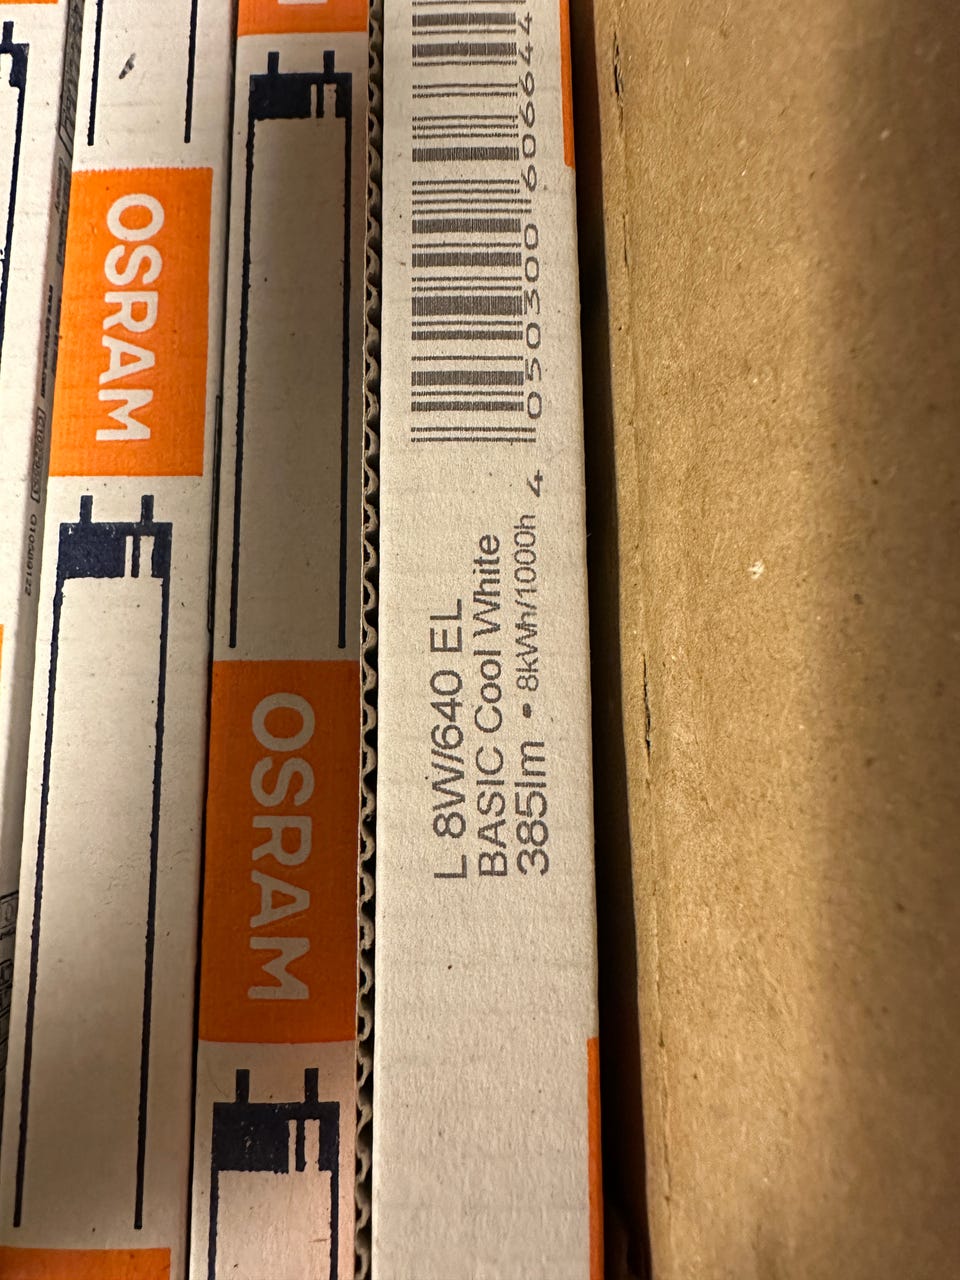 OSRAM
OSRAM
L 8W/640 EL
BASIC Cool White
385lm • 8kWh/1000h
4 050300 606644